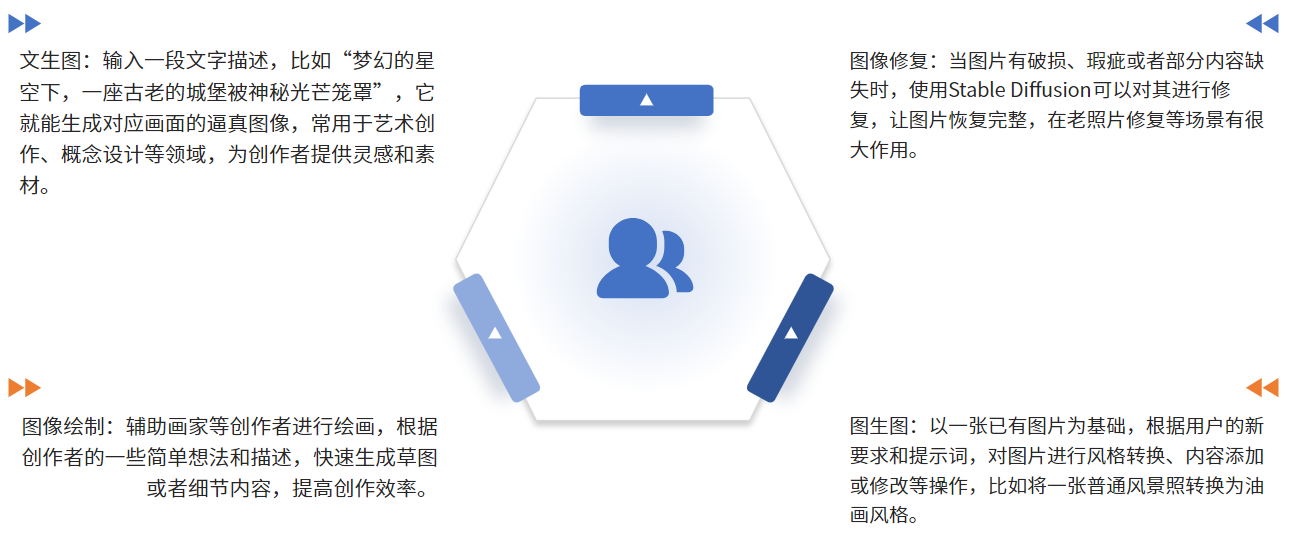 文生图：输入一段文字描述，比如“梦幻的星
空下，一座古老的城堡被神秘光芒笼罩”，它
就能生成对应画面的逼真图像，常用于艺术创
作、概念设计等领域，为创作者提供灵感和素
材。
图像修复：当图片有破损、瑕疵或者部分内容缺
失时，使用Stable Diffusion可以对其进行修
复，让图片恢复完整，在老照片修复等场景有很
大作用。
图像绘制：辅助画家等创作者进行绘画，根据
创作者的一些简单想法和描述，快速生成草图
或者细节内容，提高创作效率。
图生图：以一张已有图片为基础，根据用户的新
要求和提示词，对图片进行风格转换、内容添加
或修改等操作，比如将一张普通风景照转换为油
画风格。